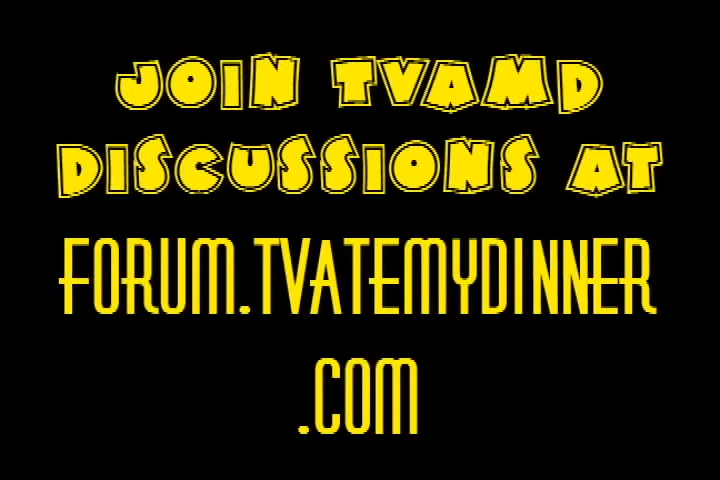 JOIN TVAMD
DISCUSSIONS AT
FORUM.TVATEMYDINNER
.COM